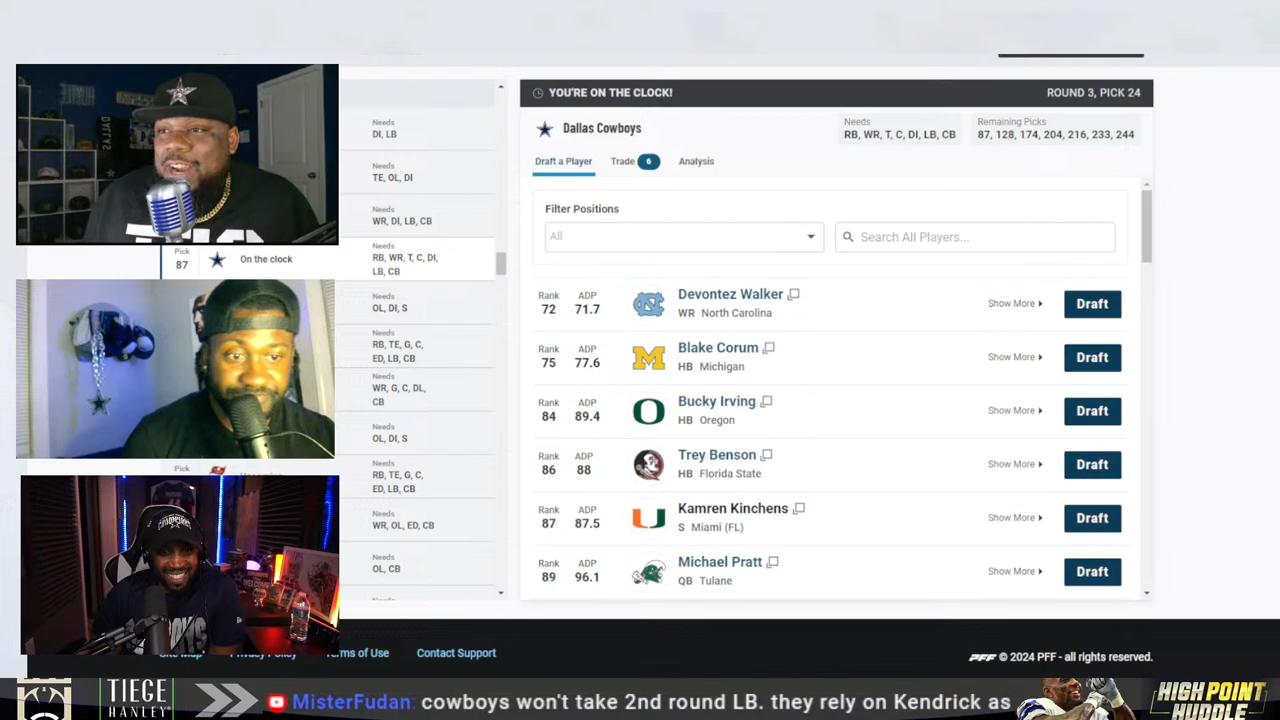 YOU'RE ON THE CLOCK!
ROUND 3, PICK 24
Dallas Cowboys
Needs
RB, WR, T, C, DI, LB, CB
Remaining Picks
87, 128, 174, 204, 216, 233, 244
Draft a Player
Trade 6
Analysis
Filter Positions
All
Search All Players...
Rank 72
ADP 71.7
Devontez Walker
WR North Carolina
Show More
Draft
Rank 75
ADP 77.6
Blake Corum
HB Michigan
Show More
Draft
Rank 84
ADP 89.4
Bucky Irving
HB Oregon
Show More
Draft
Rank 86
ADP 88
Trey Benson
HB Florida State
Show More
Draft
Rank 87
ADP 87.5
Kamren Kinchens
S Miami (FL)
Show More
Draft
Rank 89
ADP 96.1
Michael Pratt
QB Tulane
Show More
Draft
Needs
DI, LB
Needs
TE, OL, DI
Needs
WR, DI, LB, CB
Pick
87
On the clock
Needs
RB, WR, T, C, DI,
LB, CB
Needs
OL, DI, S
Needs
RB, TE, G, C,
ED, LB, CB
Needs
WR, G, C, DL,
CB
Needs
OL, DI, S
Pick
Needs
RB, TE, G, C,
ED, LB, CB
Needs
WR, OL, ED, CB
Needs
OL, CB
Terms of Use
Contact Support
PFF © 2024 PFF - all rights reserved.
TIEGE
HANLEY
MisterFudan: cowboys won't take 2nd round LB. they rely on Kendrick as
HIGH POINT
HUDDLE